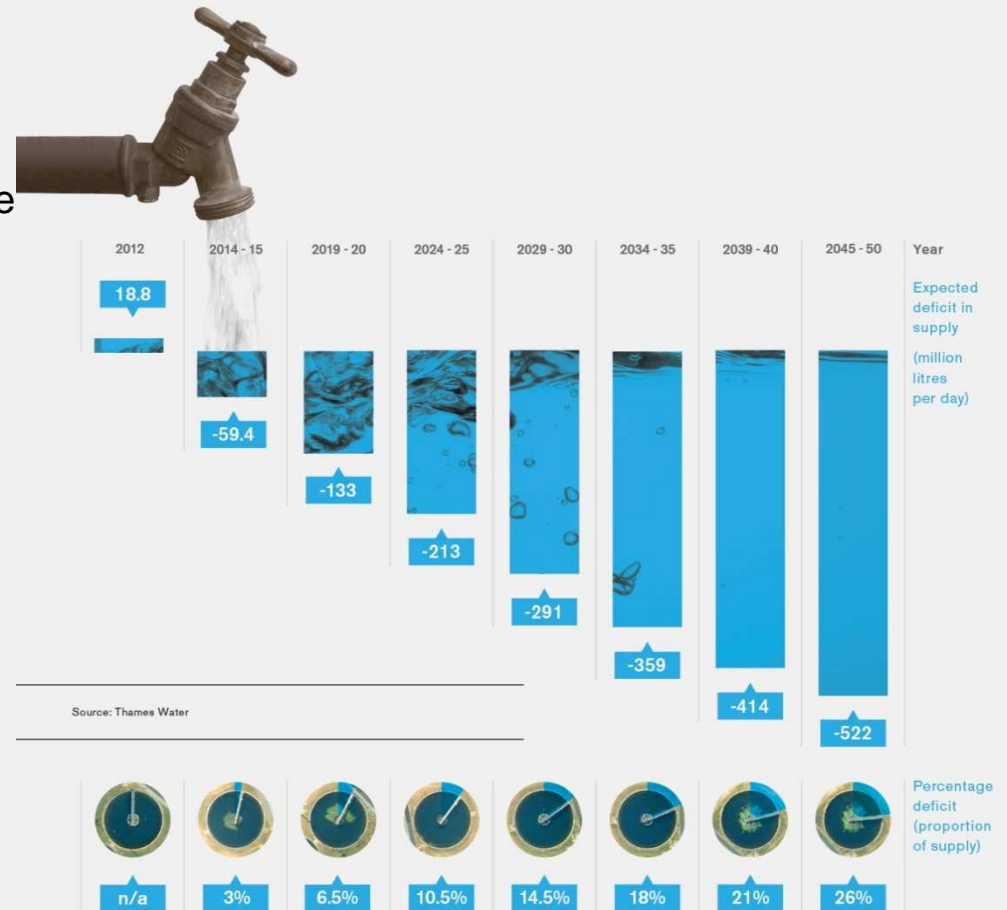 e
2012 2014 - 15 2019 - 20 2024 - 25 2029 - 30 2034 - 35 2039 - 40 2045 - 50 Year
18.8
-59.4
-133
-213
-291
-359
-414
-522
Expected
deficit in
supply
(million
litres
per day)
Source: Thames Water
Percentage
deficit
(proportion
of supply)
n/a 3% 6.5% 10.5% 14.5% 18% 21% 26%